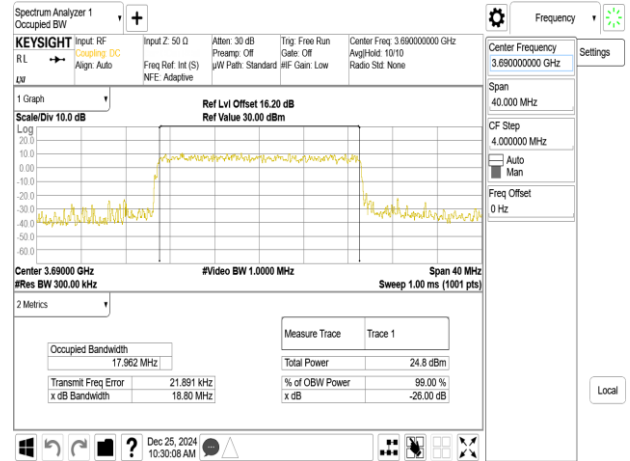 Spectrum Analyzer 1
Occupied BW
+
Frequency
KEYSIGHT
RL
LXI
Input: RF
Coupling: DC
Align: Auto
Input Z: 50 Ω
Freq Ref: Int (S)
NFE: Adaptive
Atten: 30 dB
Preamp: Off
µW Path: Standard
Trig: Free Run
Gate: Off
#IF Gain: Low
Center Freq: 3.690000000 GHz
Avg|Hold: 10/10
Radio Std: None
Center Frequency
3.690000000 GHz
Settings
Span
40.000 MHz
CF Step
4.000000 MHz
Auto
Man
Freq Offset
0 Hz
Local
1 Graph
Scale/Div 10.0 dB
Ref Lvl Offset 16.20 dB
Ref Value 30.00 dBm
Log
20.0
10.0
0.00
-10.0
-20.0
-30.0
-40.0
-50.0
-60.0
Center 3.69000 GHz
#Res BW 300.00 kHz
#Video BW 1.0000 MHz
Span 40 MHz
Sweep 1.00 ms (1001 pts)
2 Metrics
Occupied Bandwidth
17.962 MHz
Transmit Freq Error 21.891 kHz
x dB Bandwidth 18.80 MHz
Measure Trace Trace 1
Total Power 24.8 dBm
% of OBW Power 99.00 %
x dB -26.00 dB
?
Dec 25, 2024
10:30:08 AM